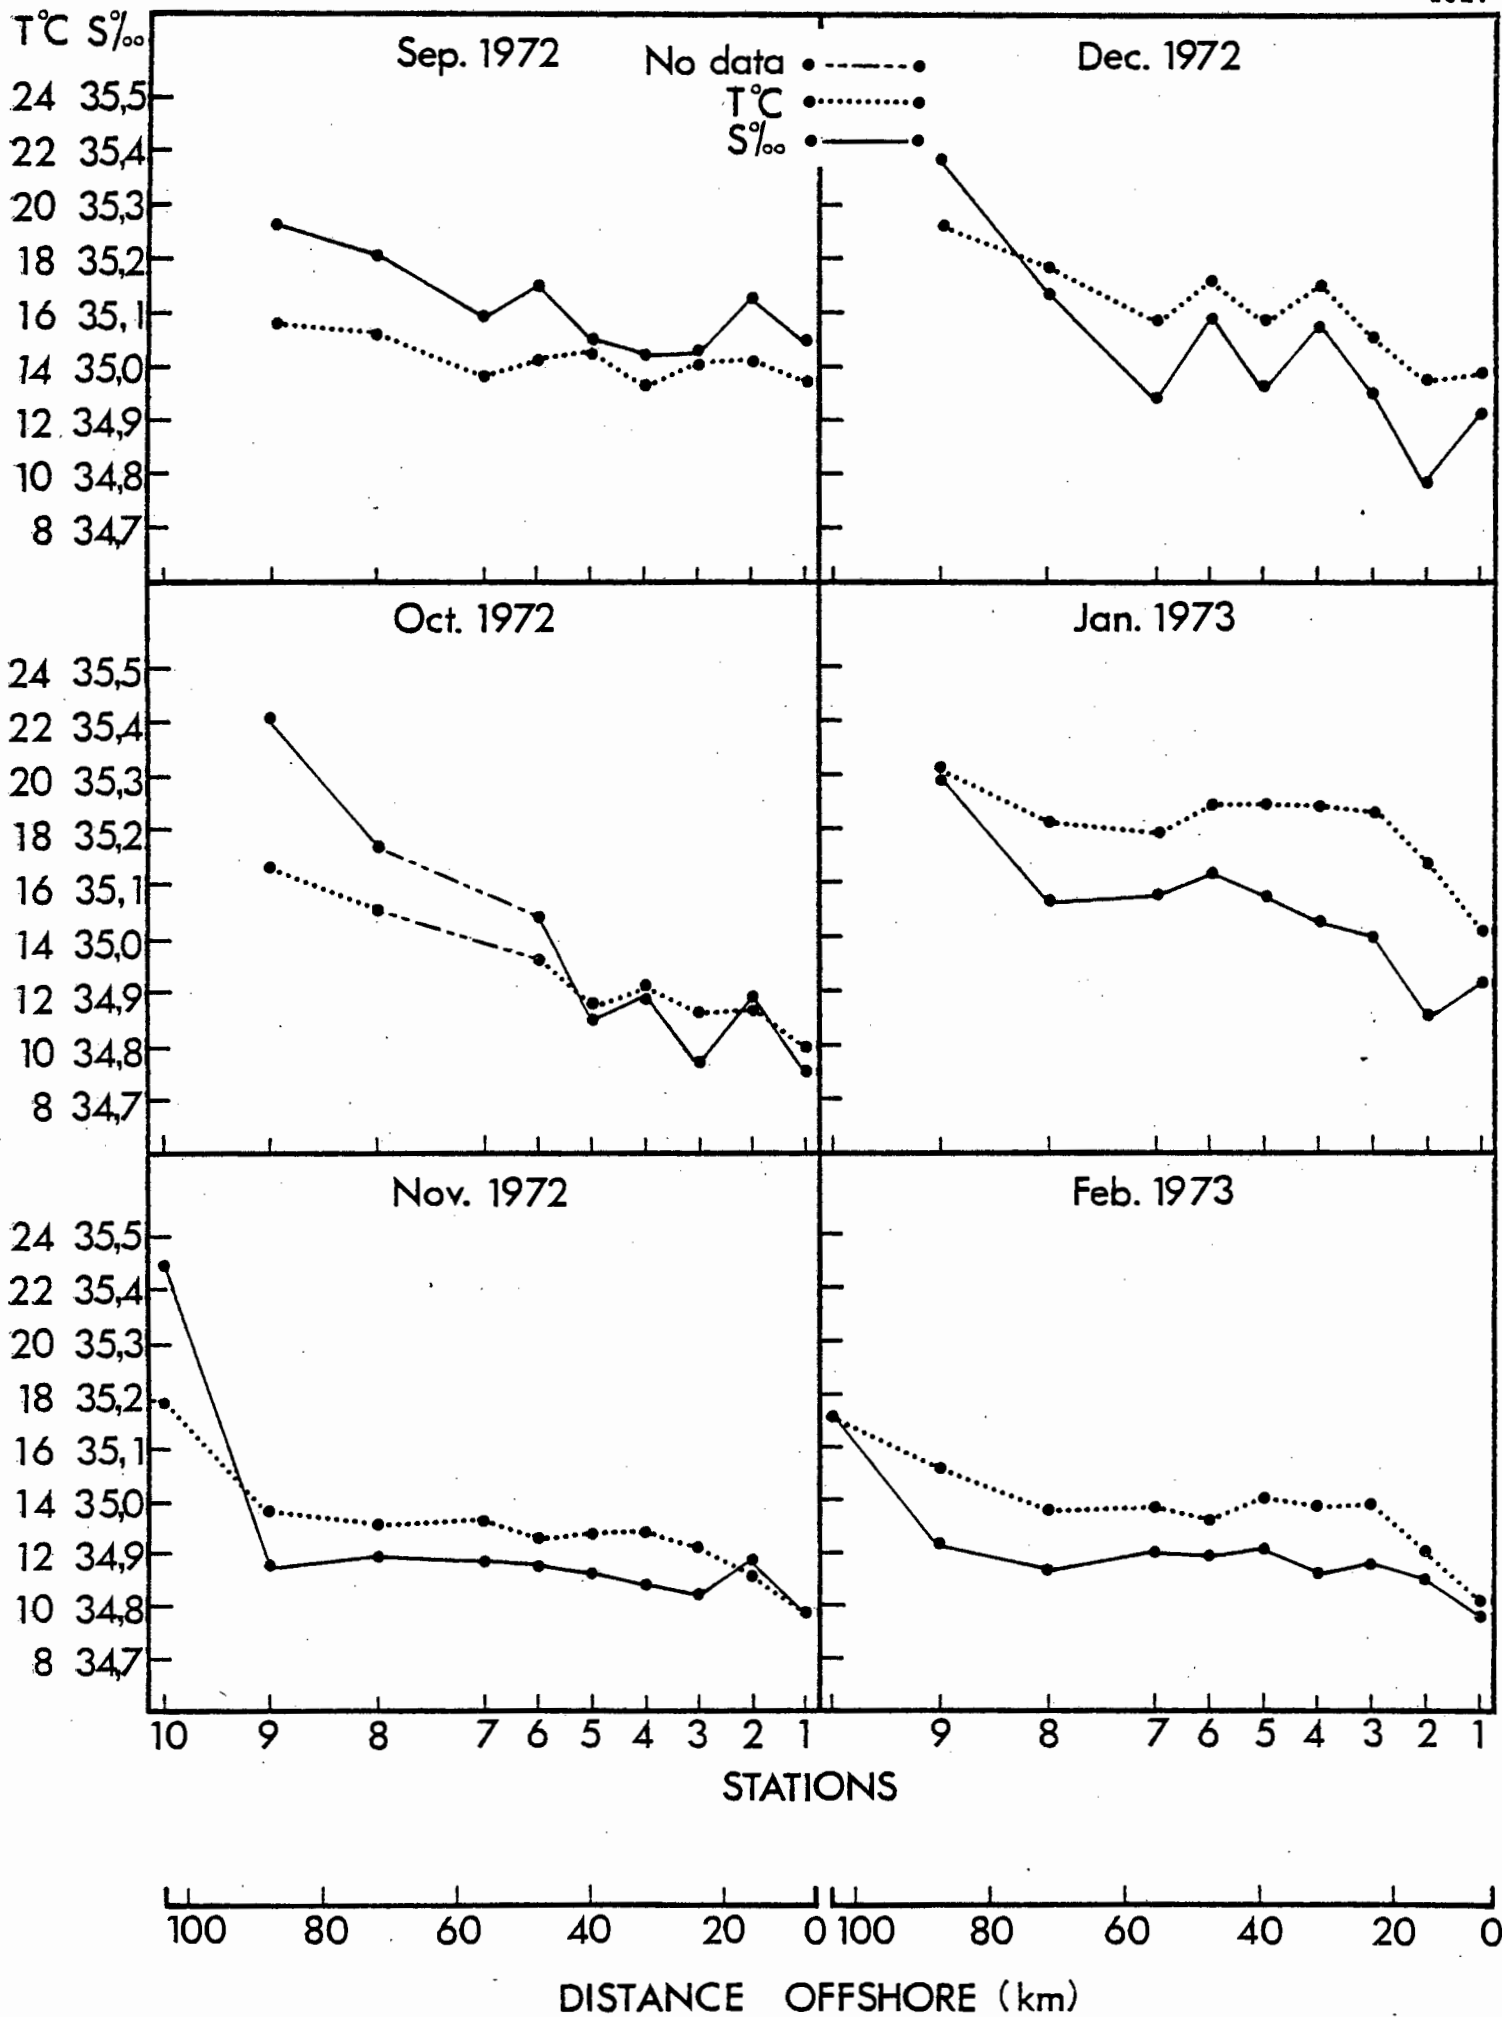 T°C S‰
Sep. 1972
No data
T°C
S‰
Dec. 1972
24 35,5
22 35,4
20 35,3
18 35,2
16 35,1
14 35,0
12 34,9
10 34,8
8 34,7
Oct. 1972
Jan. 1973
24 35,5
22 35,4
20 35,3
18 35,2
16 35,1
14 35,0
12 34,9
10 34,8
8 34,7
Nov. 1972
Feb. 1973
24 35,5
22 35,4
20 35,3
18 35,2
16 35,1
14 35,0
12 34,9
10 34,8
8 34,7
10 9 8 7 6 5 4 3 2 1 9 8 7 6 5 4 3 2 1
STATIONS
100 80 60 40 20 0 100 80 60 40 20 0
DISTANCE OFFSHORE (km)